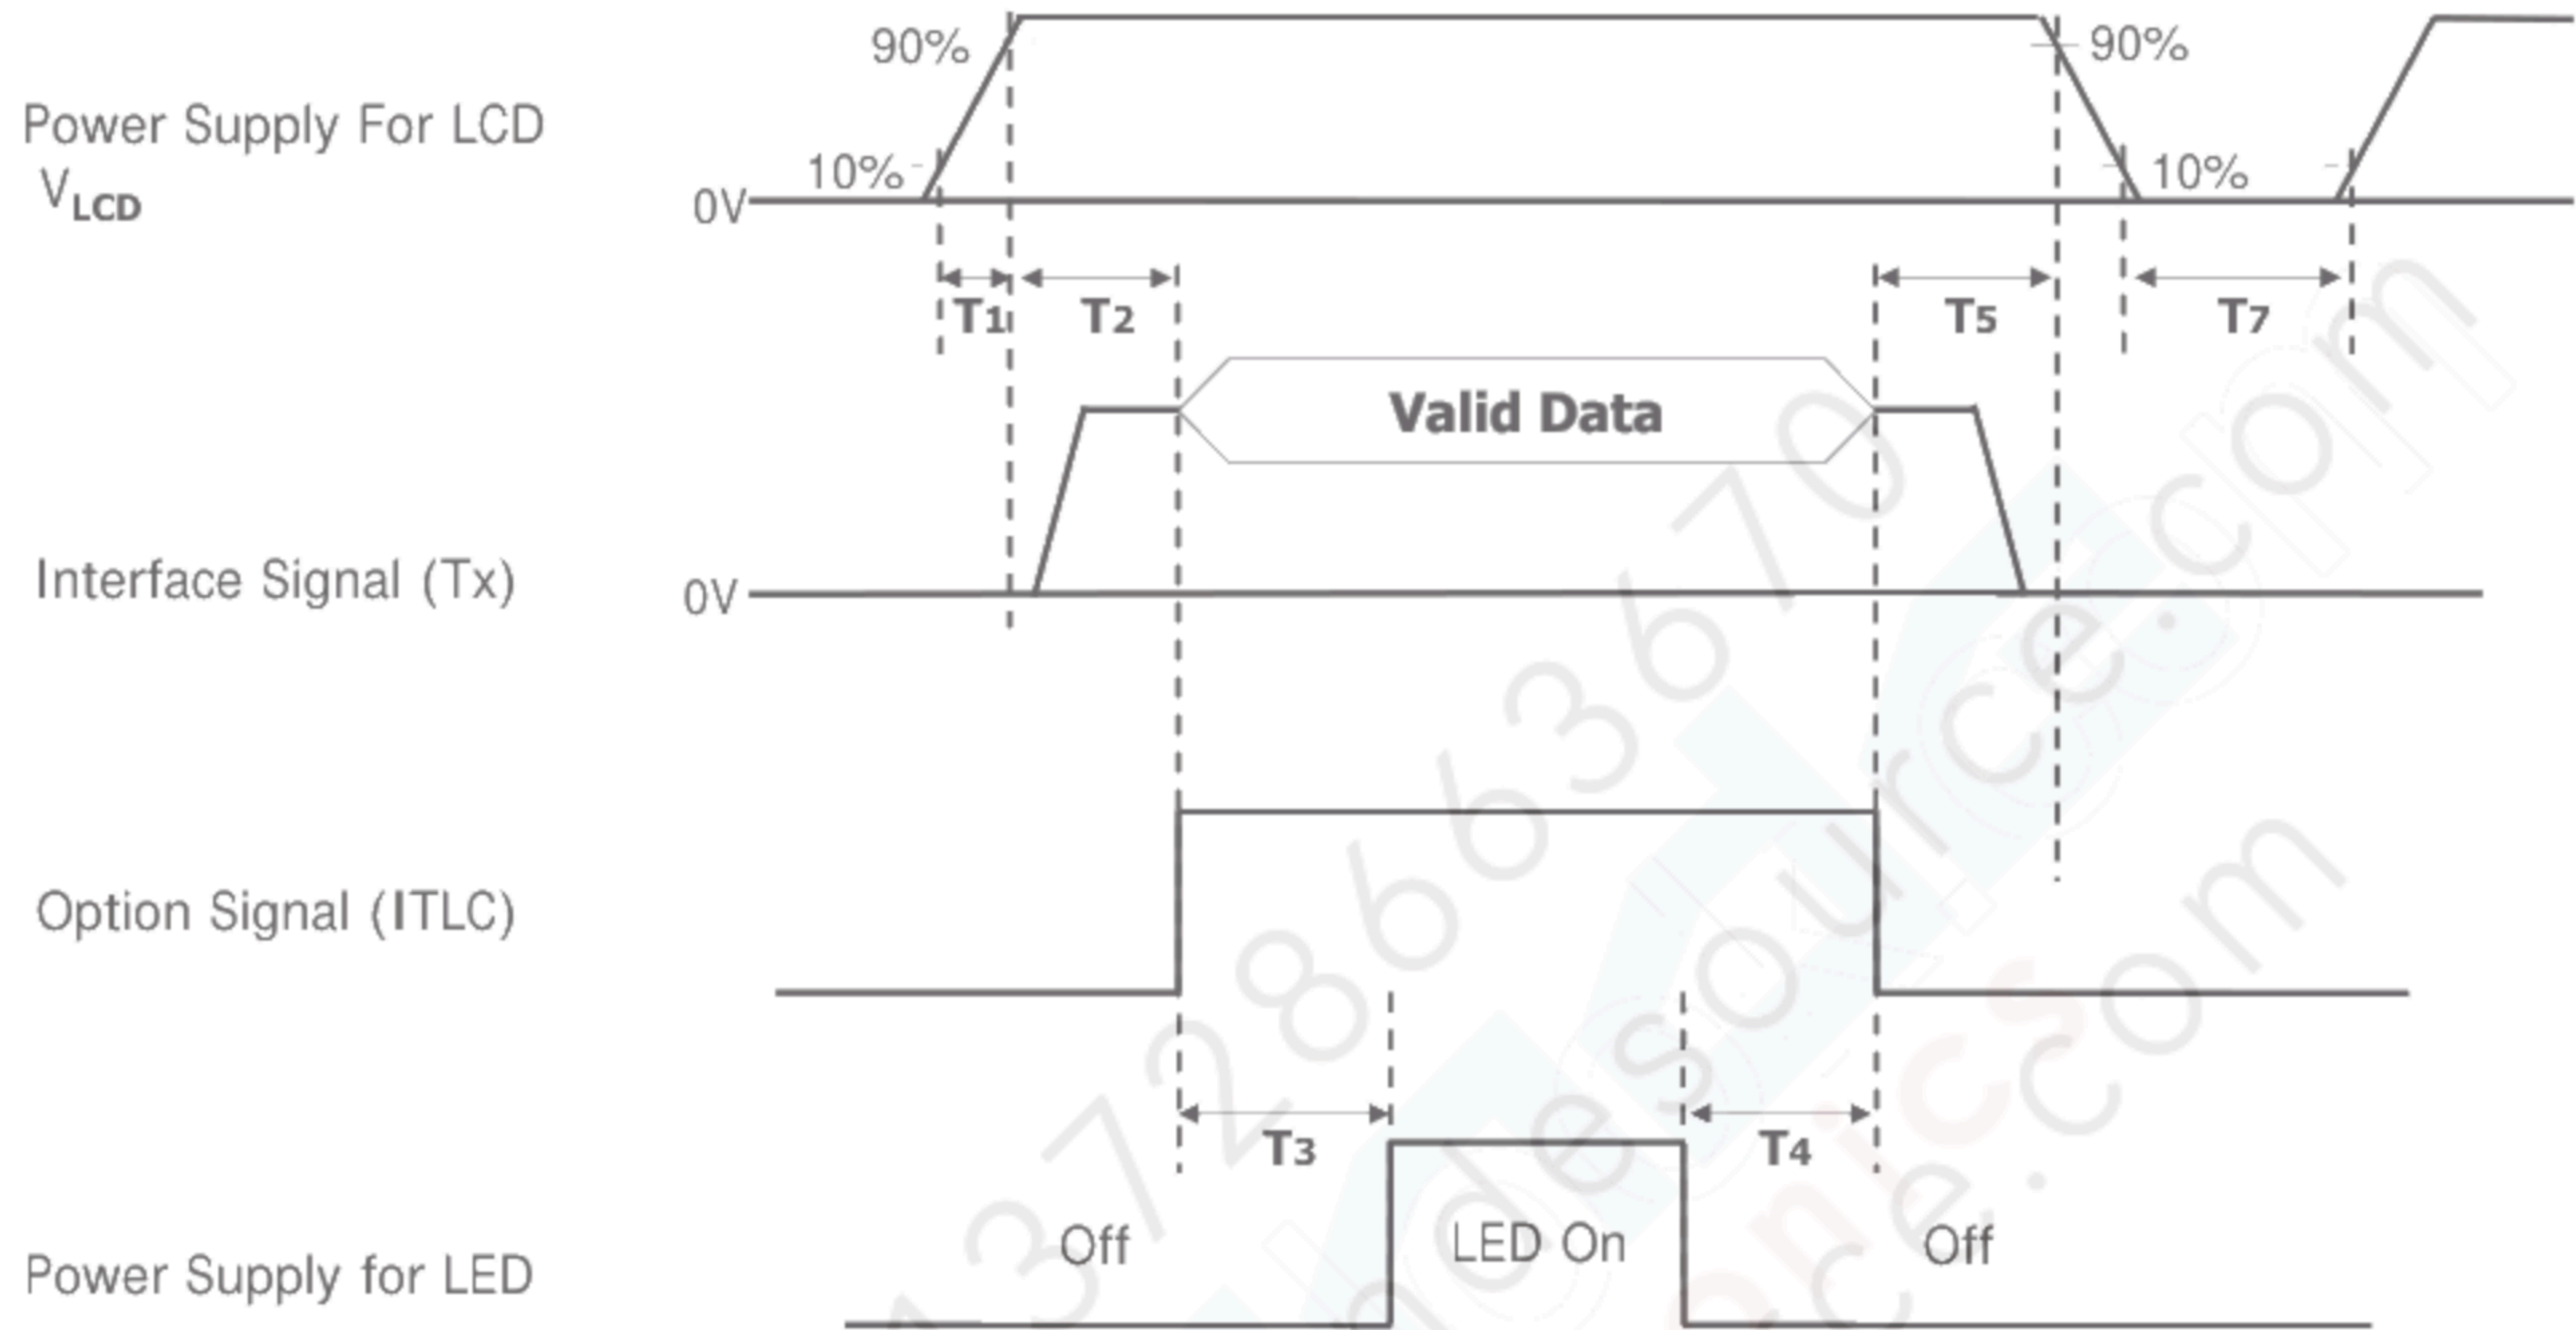 90%
90%
Power Supply For LCD
10%
10%
VLCD
0V
T1
T2
T5
T7
Valid Data
Interface Signal (Tx)
0V
Option Signal (ITLC)
T3
T4
Off
LED On
Off
Power Supply for LED